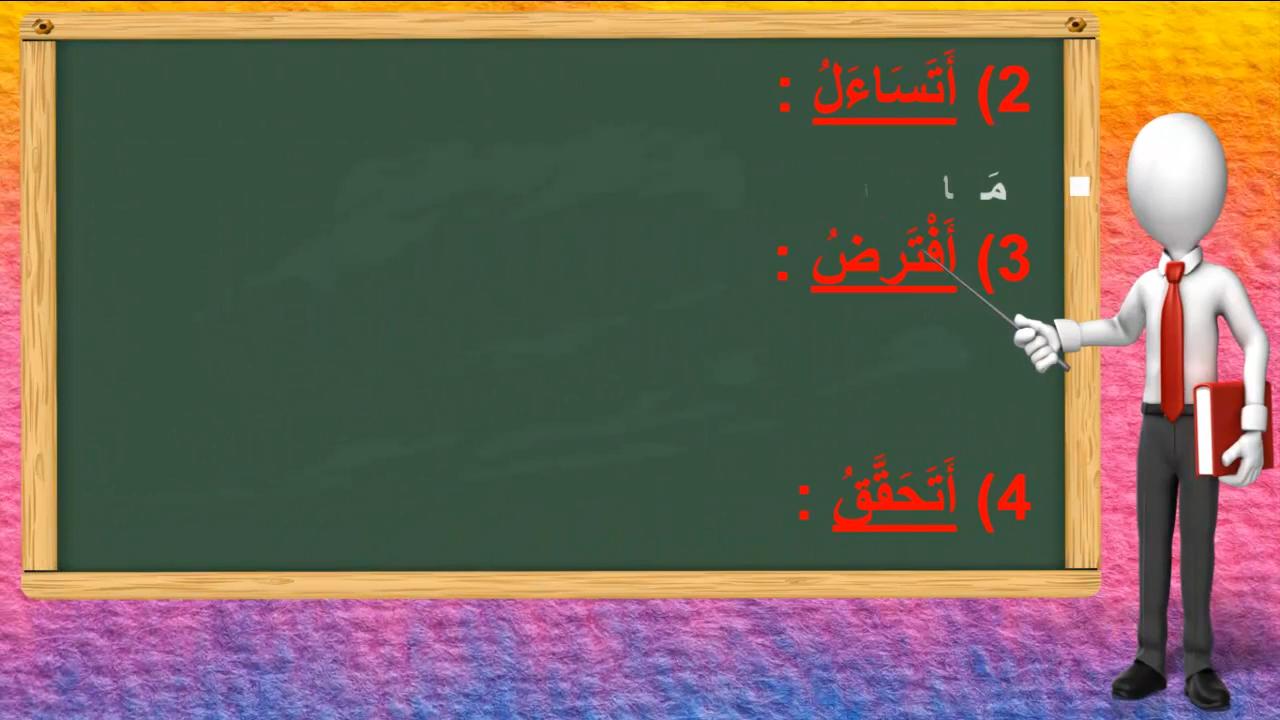 2) أَتَسَاءَلُ :
مَا
3) أَفْتَرِضُ :
4) أَتَحَقَّقُ :